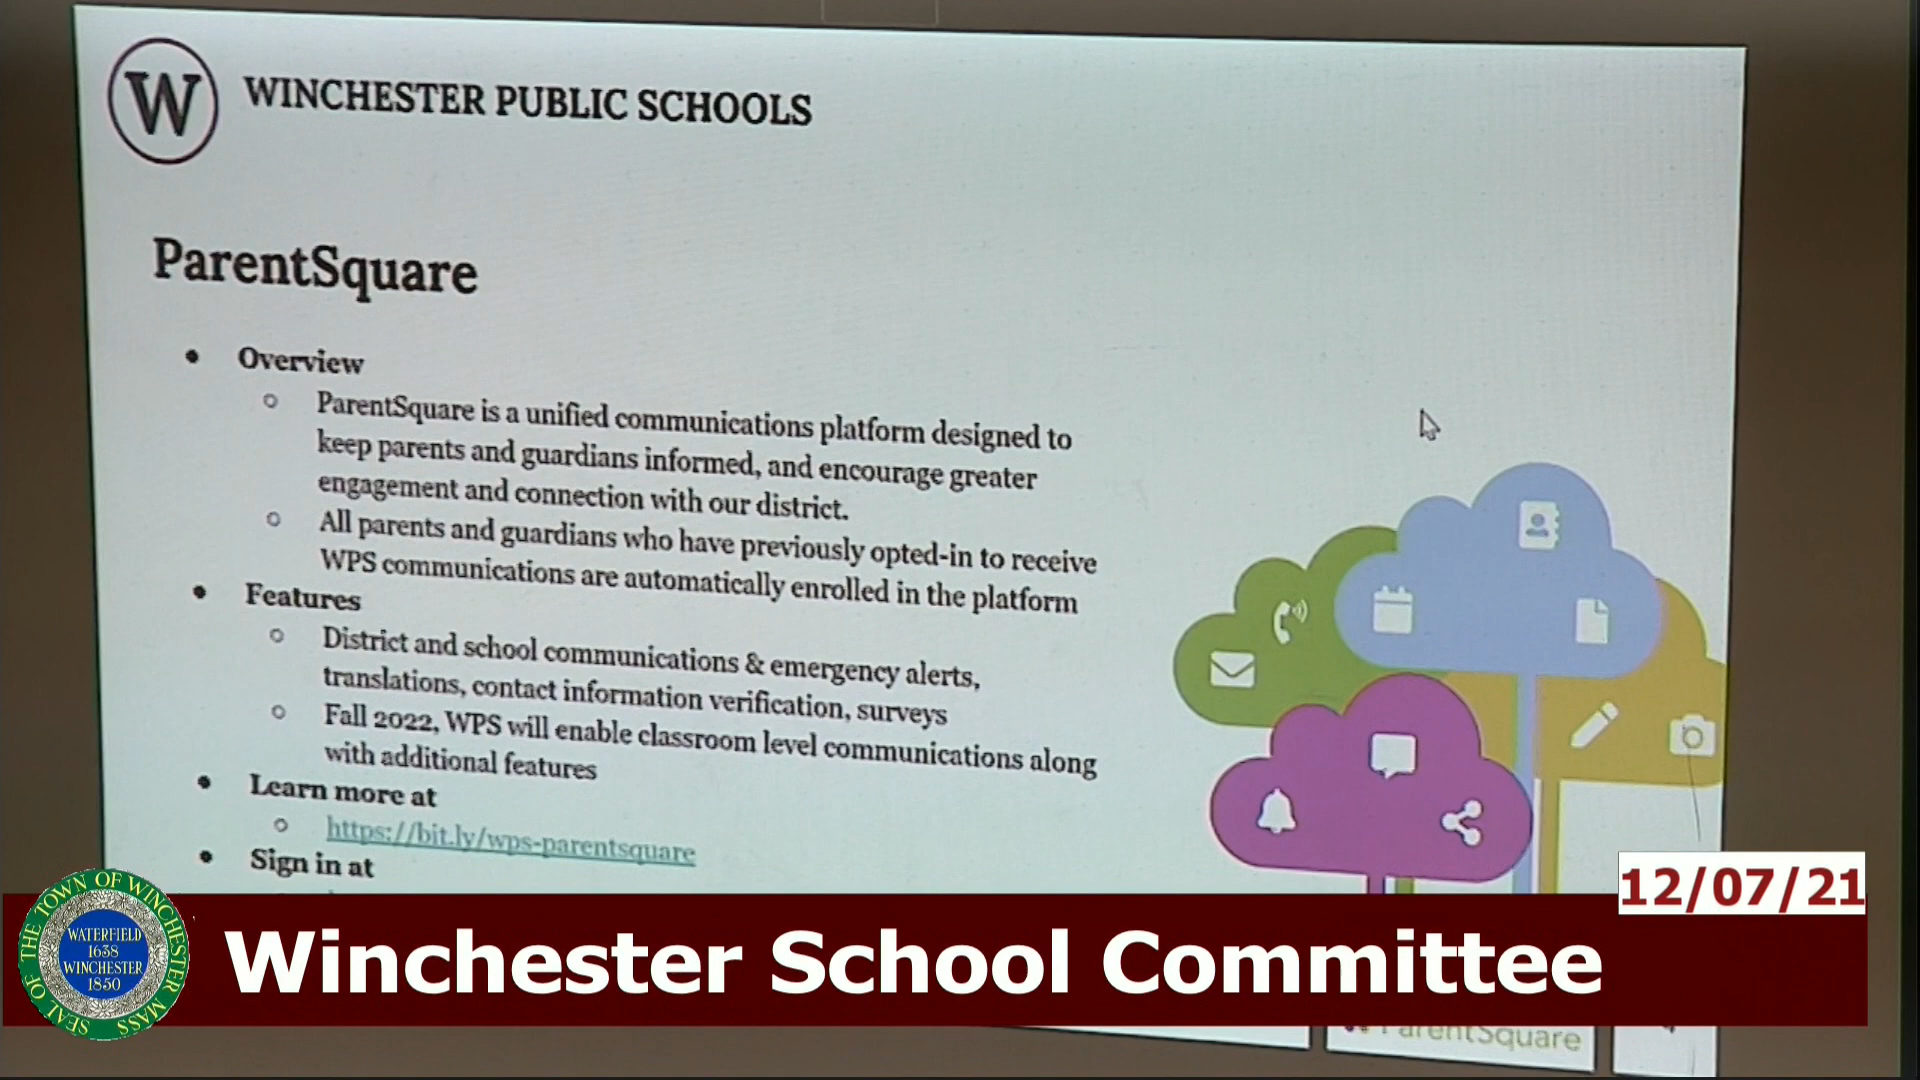 W
WINCHESTER PUBLIC SCHOOLS
ParentSquare
Overview
ParentSquare is a unified communications platform designed to
keep parents and guardians informed, and encourage greater
engagement and connection with our district.
All parents and guardians who have previously opted-in to receive
WPS communications are automatically enrolled in the platform
Features
District and school communications & emergency alerts,
translations, contact information verification, surveys
Fall 2022, WPS will enable classroom level communications along
with additional features
Learn more at
https://bit.ly/wps-parentsquare
Sign in at
12/07/21
Winchester School Committee
SEAL OF THE TOWN OF WINCHESTER MASS
WATERFIELD
1638
WINCHESTER
1850
ParentSquare